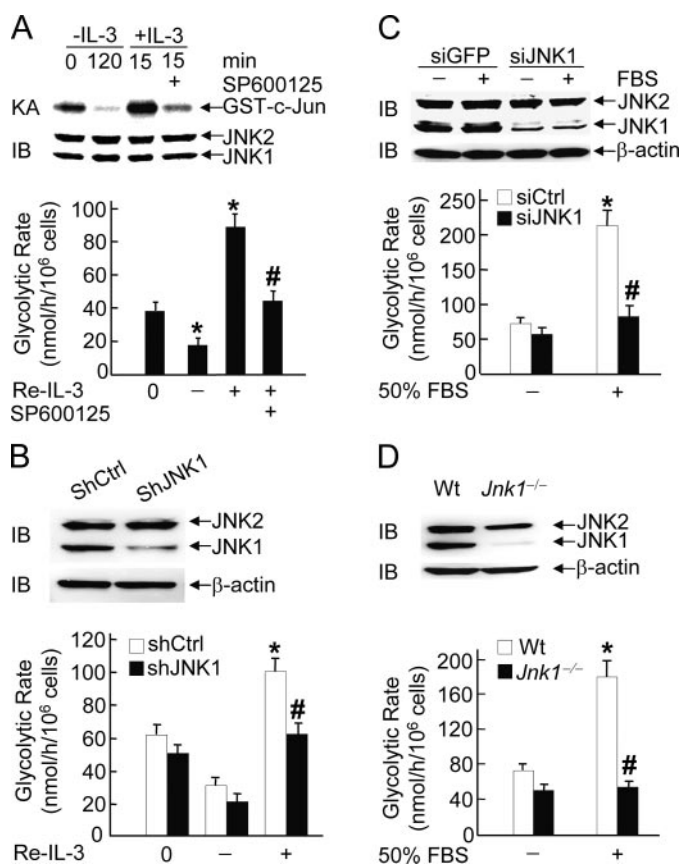 A
-IL-3 +IL-3
0 120 15 15 min
+ SP600125
KA GST-c-Jun
IB JNK2
JNK1
Glycolytic Rate
(nmol/h/10⁶ cells)
100
80
60
40
20
0
*
*
#
Re-IL-3 0 – + +
SP600125 +
B
ShCtrl ShJNK1
IB JNK2
JNK1
IB β-actin
Glycolytic Rate
(nmol/h/10⁶ cells)
120
100
80
60
40
20
0
shCtrl
shJNK1
*
#
Re-IL-3 0 – +
C
siGFP siJNK1
– + – + FBS
IB JNK2
JNK1
IB β-actin
Glycolytic Rate
(nmol/h/10⁶ cells)
250
200
150
100
50
0
siCtrl
siJNK1
*
#
50% FBS – +
D
Wt Jnk1⁻/⁻
IB JNK2
JNK1
IB β-actin
Glycolytic Rate
(nmol/h/10⁶ cells)
200
160
120
80
40
0
Wt
Jnk1⁻/⁻
*
#
50% FBS – +